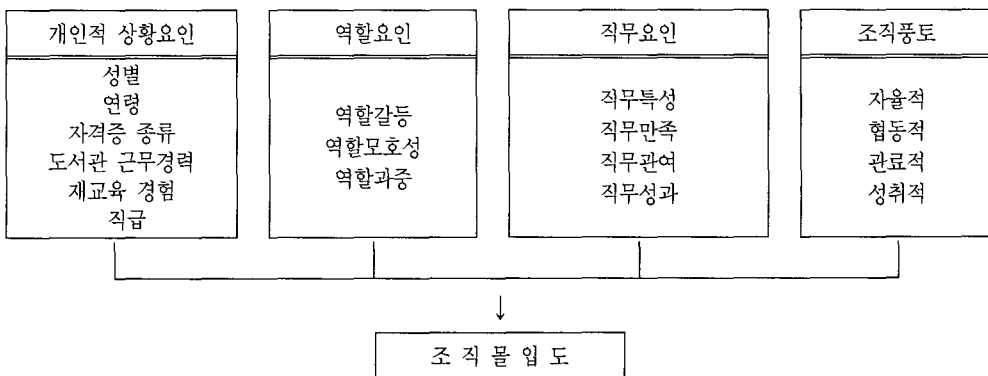 개인적 상황요인
성별
연령
자격증 종류
도서관 근무경력
재교육 경험
직급
역할요인
역할갈등
역할모호성
역할과중
직무요인
직무특성
직무만족
직무관여
직무성과
조직풍토
자율적
협동적
관료적
성취적
조 직 몰 입 도